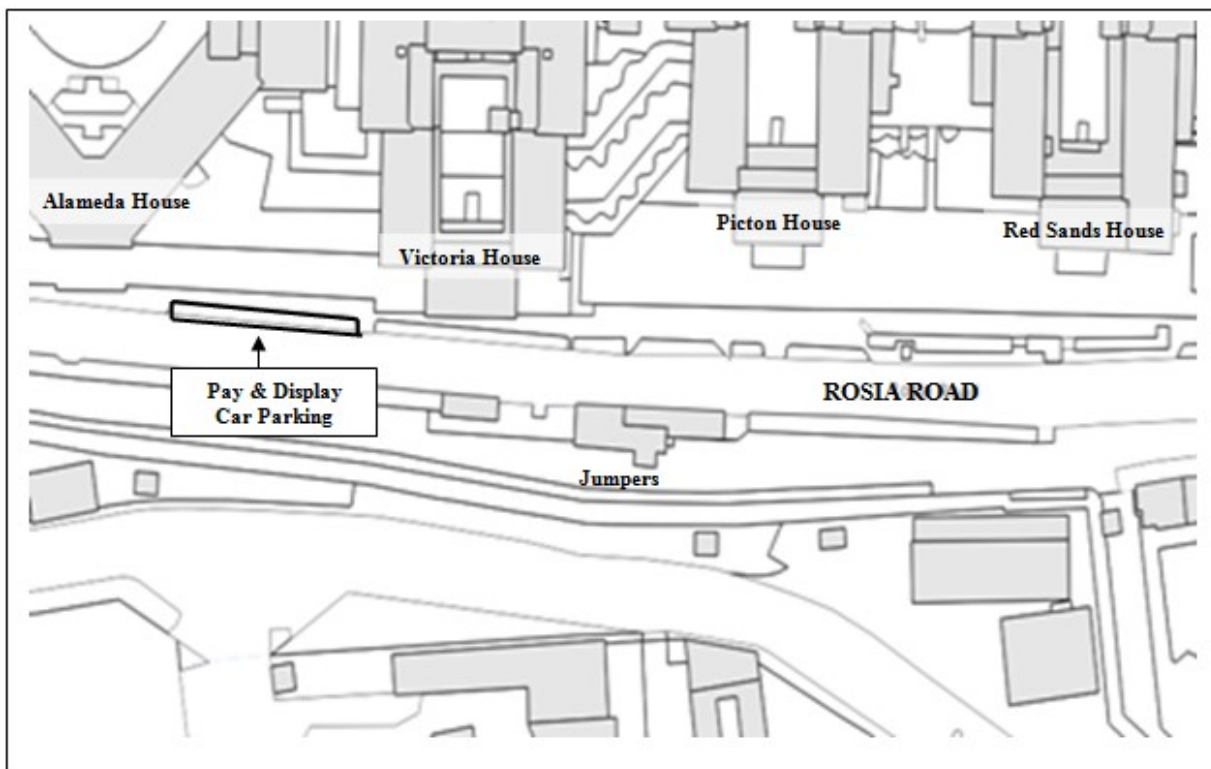 Alameda House
Victoria House
Picton House
Red Sands House
Pay & Display
Car Parking
ROSIA ROAD
Jumpers